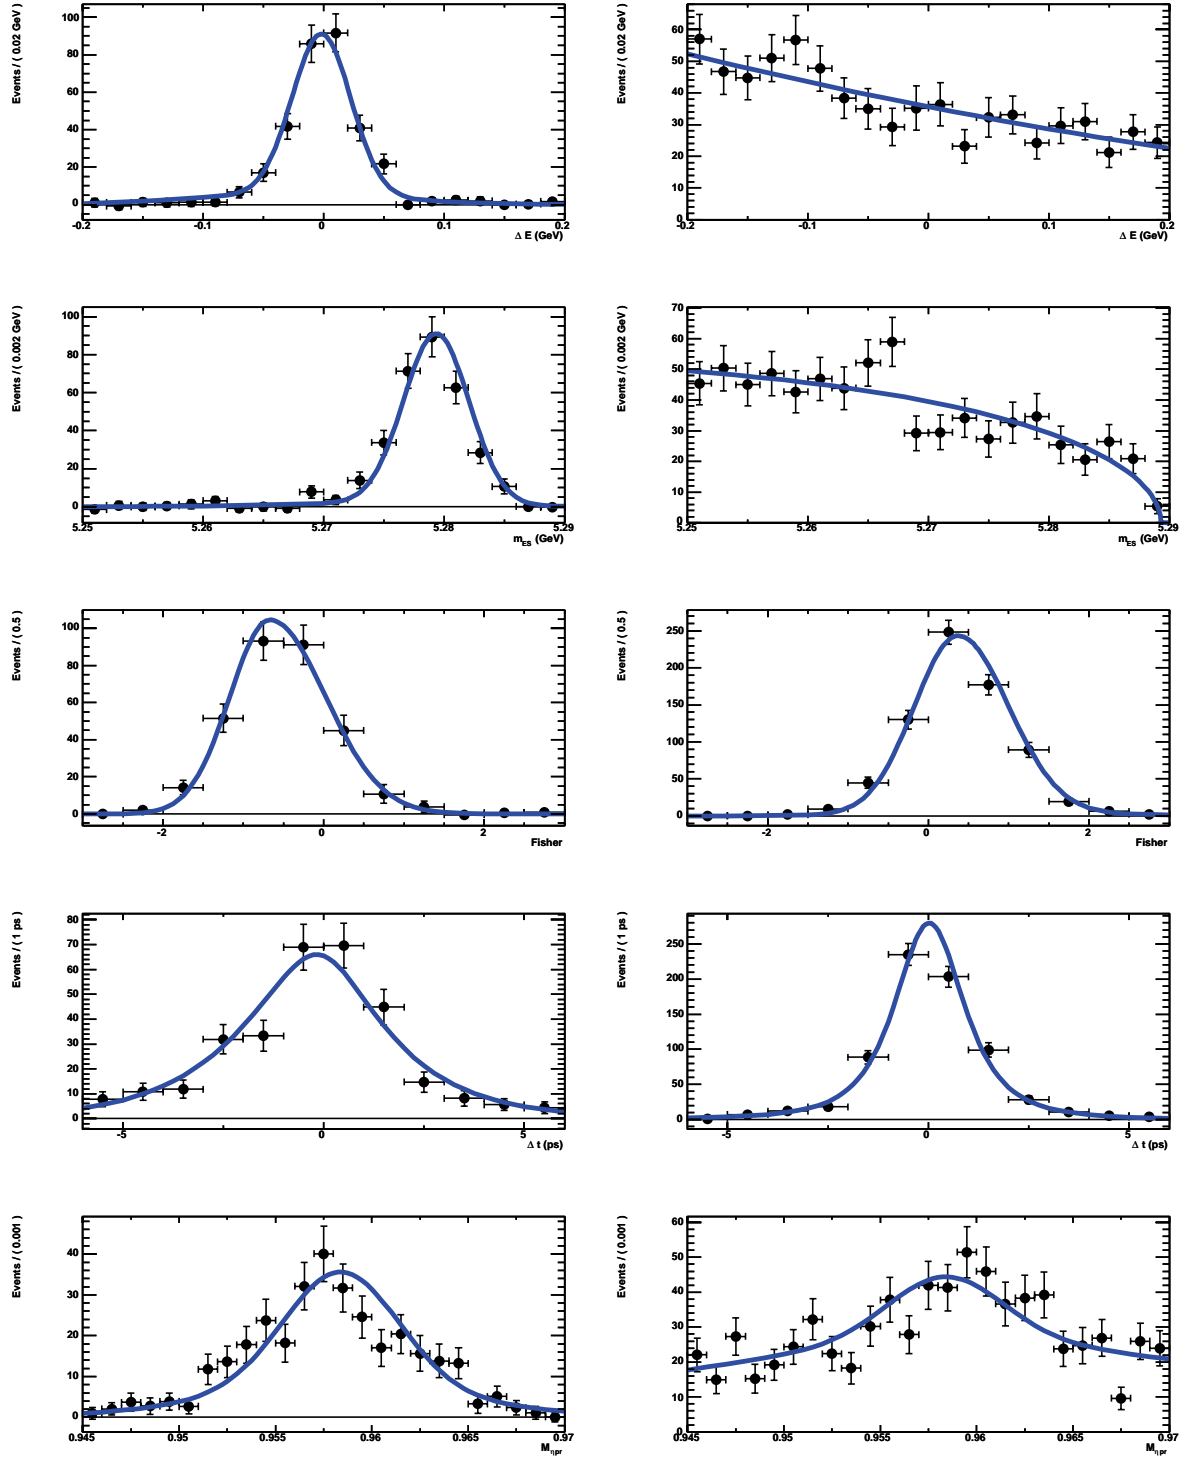 Events / ( 0.02 GeV )
100
80
60
40
20
0
-0.2 -0.1 0 0.1 0.2
Δ E (GeV)
Events / ( 0.02 GeV )
60
50
40
30
20
10
0
-0.2 -0.1 0 0.1 0.2
Δ E (GeV)
Events / ( 0.002 GeV )
100
80
60
40
20
0
5.25 5.26 5.27 5.28 5.29
mES (GeV)
Events / ( 0.002 GeV )
70
60
50
40
30
20
10
0
5.25 5.26 5.27 5.28 5.29
mES (GeV)
Events / ( 0.5 )
100
80
60
40
20
0
-2 0 2
Fisher
Events / ( 0.5 )
250
200
150
100
50
0
-2 0 2
Fisher
Events / ( 1 ps )
80
70
60
50
40
30
20
10
0
-5 0 5
Δ t (ps)
Events / ( 1 ps )
250
200
150
100
50
0
-5 0 5
Δ t (ps)
Events / ( 0.001 )
40
30
20
10
0
0.945 0.95 0.955 0.96 0.965 0.97
Mηpr
Events / ( 0.001 )
60
50
40
30
20
10
0
0.945 0.95 0.955 0.96 0.965 0.97
Mηpr